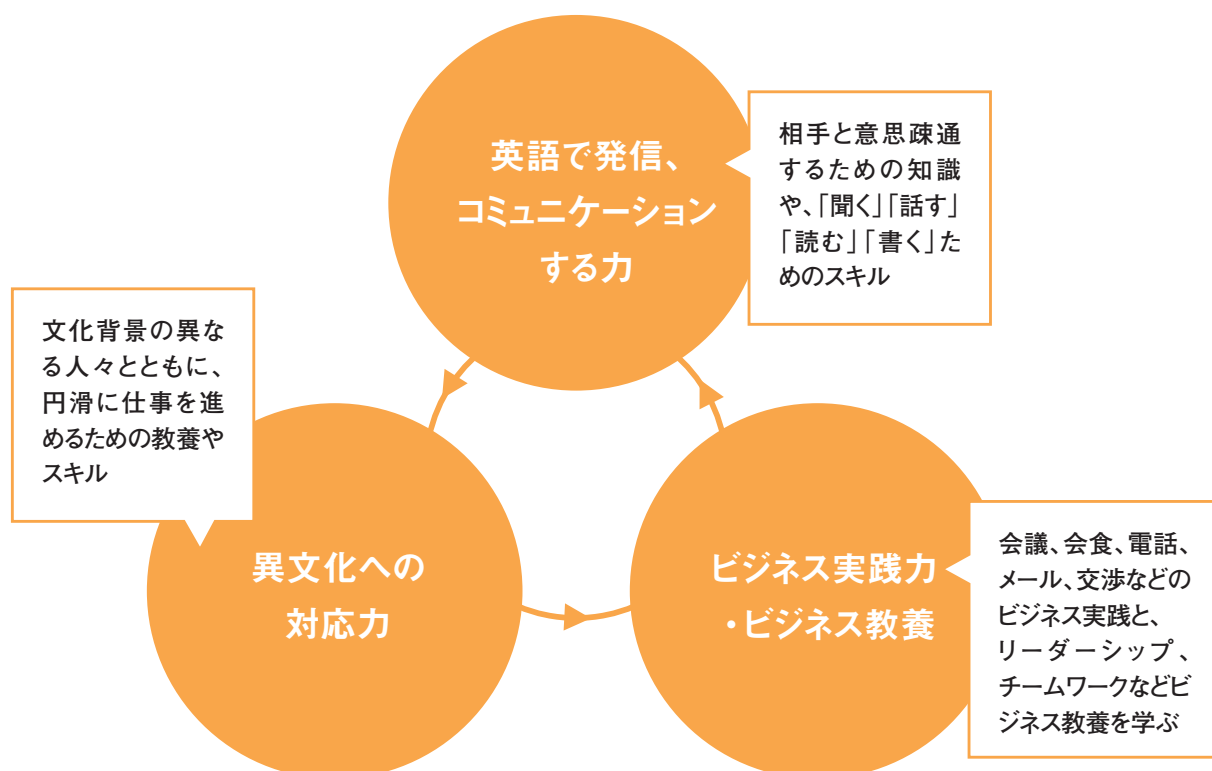 英語で発信、
コミュニケーション
する力
相手と意思疎通
するための知識
や、「聞く」「話す」
「読む」「書く」た
めのスキル
文化背景の異な
る人々とともに、
円滑に仕事を進
めるための教養や
スキル
異文化への
対応力
ビジネス実践力
・ビジネス教養
会議、会食、電話、
メール、交渉などの
ビジネス実践と、
リーダーシップ、
チームワークなどビ
ジネス教養を学ぶ